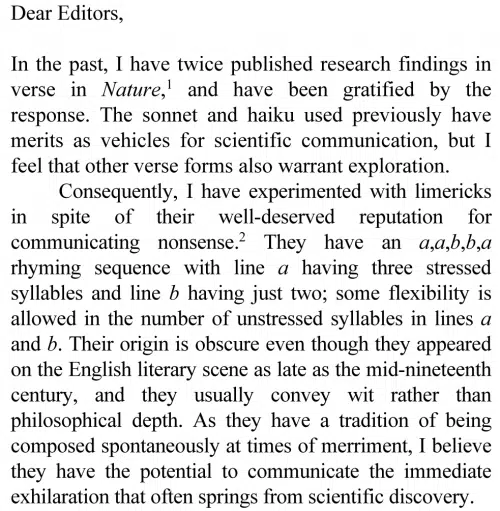 Dear Editors,
In the past, I have twice published research findings in
verse in Nature,¹ and have been gratified by the
response. The sonnet and haiku used previously have
merits as vehicles for scientific communication, but I
feel that other verse forms also warrant exploration.
Consequently, I have experimented with limericks
in spite of their well-deserved reputation for
communicating nonsense.² They have an a,a,b,b,a
rhyming sequence with line a having three stressed
syllables and line b having just two; some flexibility is
allowed in the number of unstressed syllables in lines a
and b. Their origin is obscure even though they appeared
on the English literary scene as late as the mid-nineteenth
century, and they usually convey wit rather than
philosophical depth. As they have a tradition of being
composed spontaneously at times of merriment, I believe
they have the potential to communicate the immediate
exhilaration that often springs from scientific discovery.